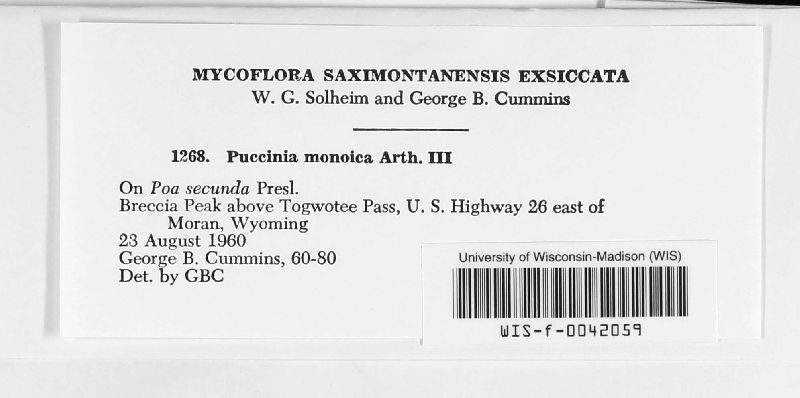 MYCOFLORA SAXIMONTANENSIS EXSICCATA
W. G. Solheim and George B. Cummins
1268. Puccinia monoica Arth. III
On Poa secunda Presl.
Breccia Peak above Togwotee Pass, U. S. Highway 26 east of
Moran, Wyoming
23 August 1960
George B. Cummins, 60-80
Det. by GBC
University of Wisconsin-Madison (WIS)
WIS-f-0042059